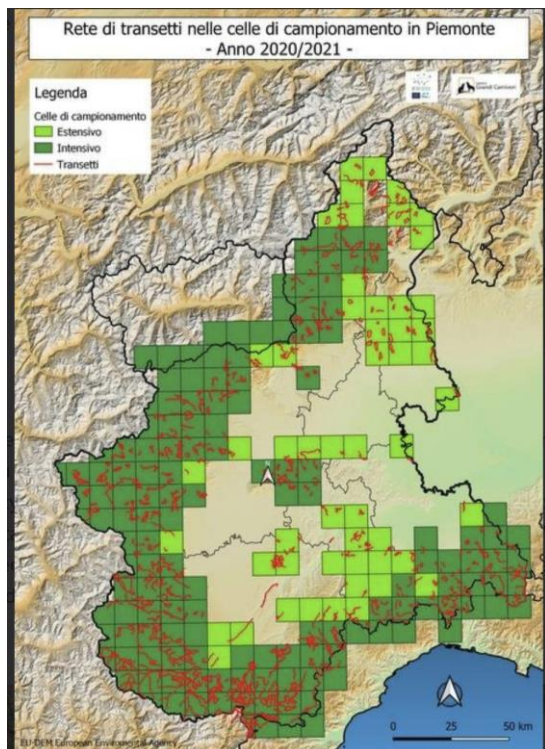 Rete di transetti nelle celle di campionamento in Piemonte
- Anno 2020/2021 -
Legenda
Celle di campionamento
Estensivo
Intensivo
Transetti
EU-DEM European Enviromental Agency
0 25 50 km